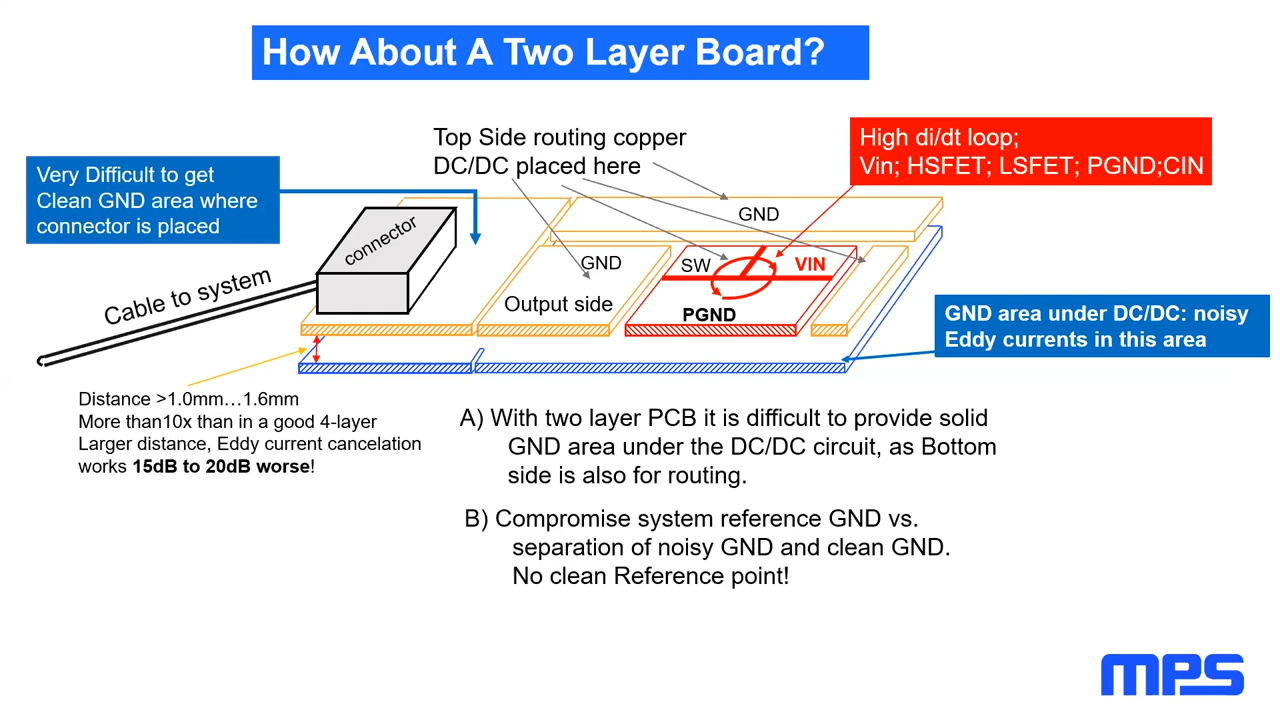 How About A Two Layer Board?
Top Side routing copper
DC/DC placed here
High di/dt loop;
Vin; HSFET; LSFET; PGND;CIN
Very Difficult to get
Clean GND area where
connector is placed
connector
Cable to system
GND
GND
Output side
SW
VIN
PGND
GND area under DC/DC: noisy
Eddy currents in this area
Distance >1.0mm…1.6mm
More than10x than in a good 4-layer
Larger distance, Eddy current cancelation
works 15dB to 20dB worse!
A) With two layer PCB it is difficult to provide solid
GND area under the DC/DC circuit, as Bottom
side is also for routing.
B) Compromise system reference GND vs.
separation of noisy GND and clean GND.
No clean Reference point!
MPS